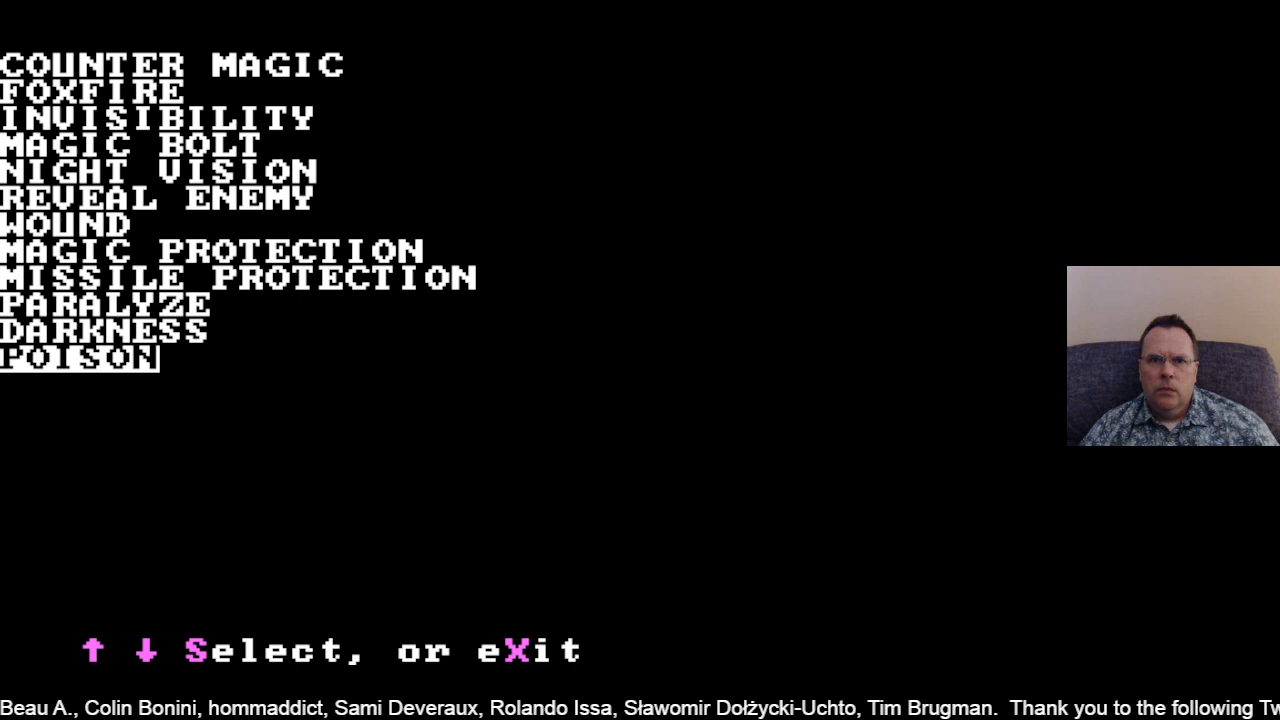 COUNTER MAGIC
FOXFIRE
INVISIBILITY
MAGIC BOLT
NIGHT VISION
REVEAL ENEMY
WOUND
MAGIC PROTECTION
MISSILE PROTECTION
PARALYZE
DARKNESS
POISON
↑ ↓ Select, or eXit
Beau A., Colin Bonini, hommaddict, Sami Deveraux, Rolando Issa, Sławomir Dołżycki-Uchto, Tim Brugman. Thank you to the following Tw